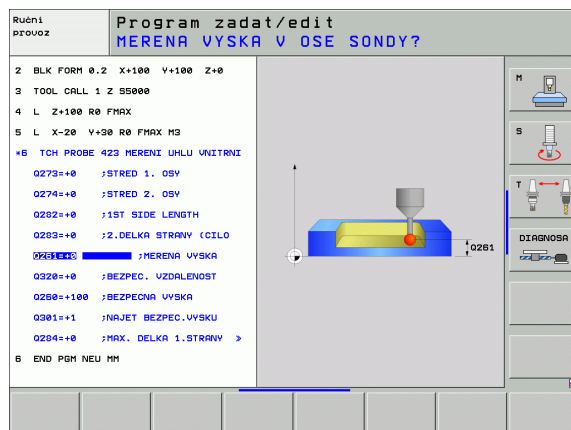 Ruční provoz
Program zadat/edit
MERENA VYSKA V OSE SONDY?
2 BLK FORM 0.2 X+100 Y+100 Z+0
3 TOOL CALL 1 Z S5000
4 L Z+100 R0 FMAX
5 L X-20 Y+30 R0 FMAX M3
*6 TCH PROBE 423 MERENI UHLU VNITRNI
Q273=+0 ;STRED 1. OSY
Q274=+0 ;STRED 2. OSY
Q282=+0 ;1ST SIDE LENGTH
Q283=+0 ;2.DELKA STRANY (CILO
Q261=+0 ;MERENA VYSKA
Q320=+0 ;BEZPEC. VZDALENOST
Q260=+100 ;BEZPECNA VYSKA
Q301=+1 ;NAJET BEZPEC.VYSKU
Q284=+0 ;MAX. DELKA 1.STRANY »
6 END PGM NEU MM
Q261
M
S
T
DIAGNOSA